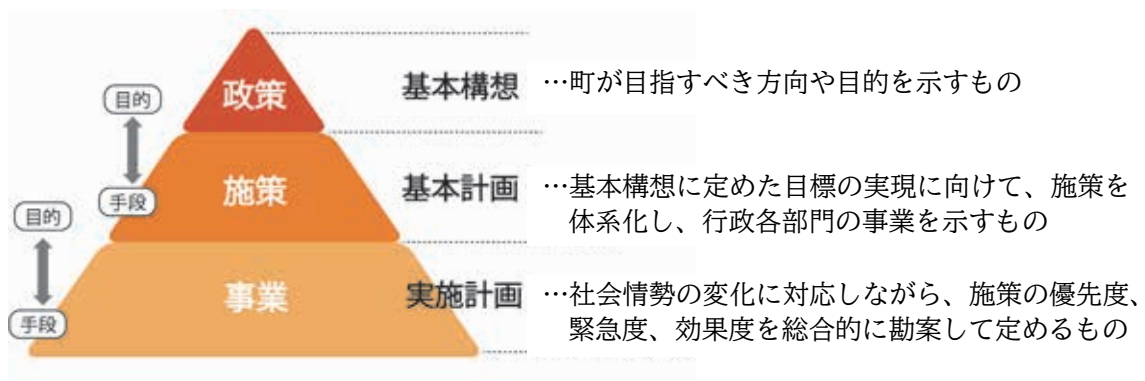 政策
基本構想
…町が目指すべき方向や目的を示すもの
目的
手段
施策
基本計画
…基本構想に定めた目標の実現に向けて、施策を
体系化し、行政各部門の事業を示すもの
目的
手段
事業
実施計画
…社会情勢の変化に対応しながら、施策の優先度、
緊急度、効果度を総合的に勘案して定めるもの